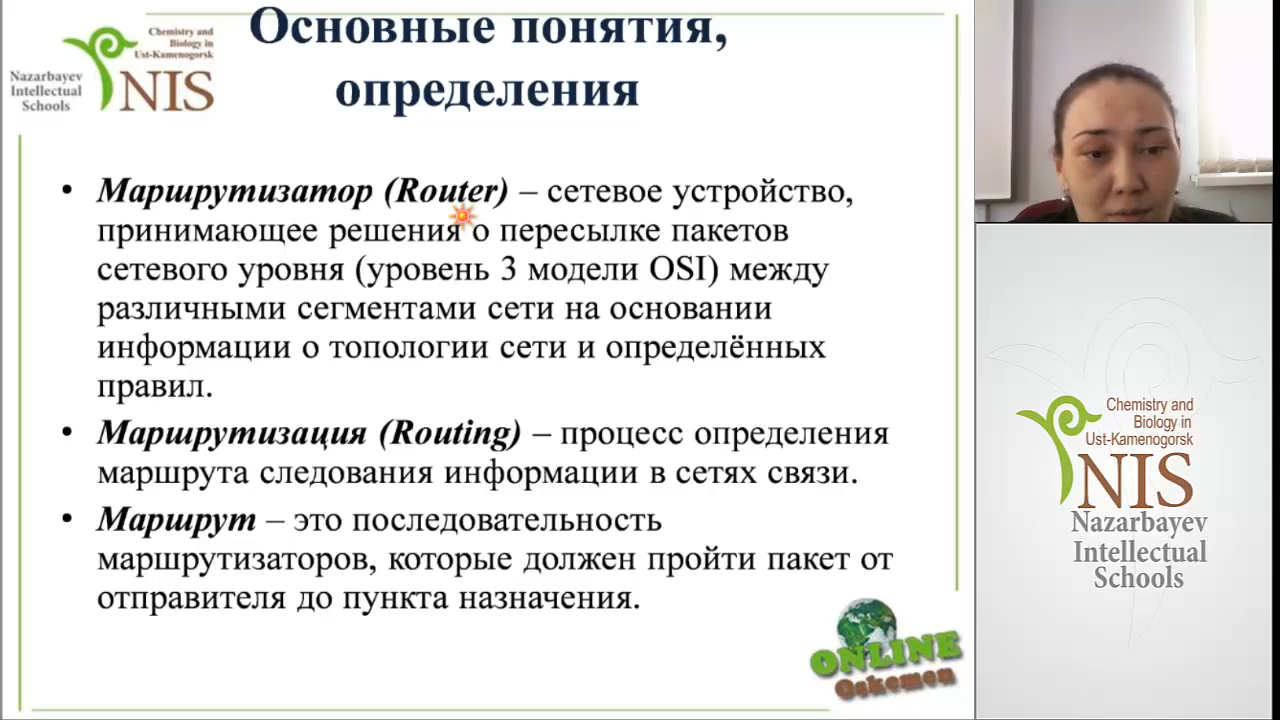 Основные понятия,
определения
Chemistry and
Biology in
Ust-Kamenogorsk
Nazarbayev
Intellectual
Schools
NIS
• Маршрутизатор (Router) – сетевое устройство,
принимающее решения о пересылке пакетов
сетевого уровня (уровень 3 модели OSI) между
различными сегментами сети на основании
информации о топологии сети и определённых
правил.
• Маршрутизация (Routing) – процесс определения
маршрута следования информации в сетях связи.
• Маршрут – это последовательность
маршрутизаторов, которые должен пройти пакет от
отправителя до пункта назначения.
ONLINE
Oskemen
Chemistry and
Biology in
Ust-Kamenogorsk
NIS
Nazarbayev
Intellectual
Schools